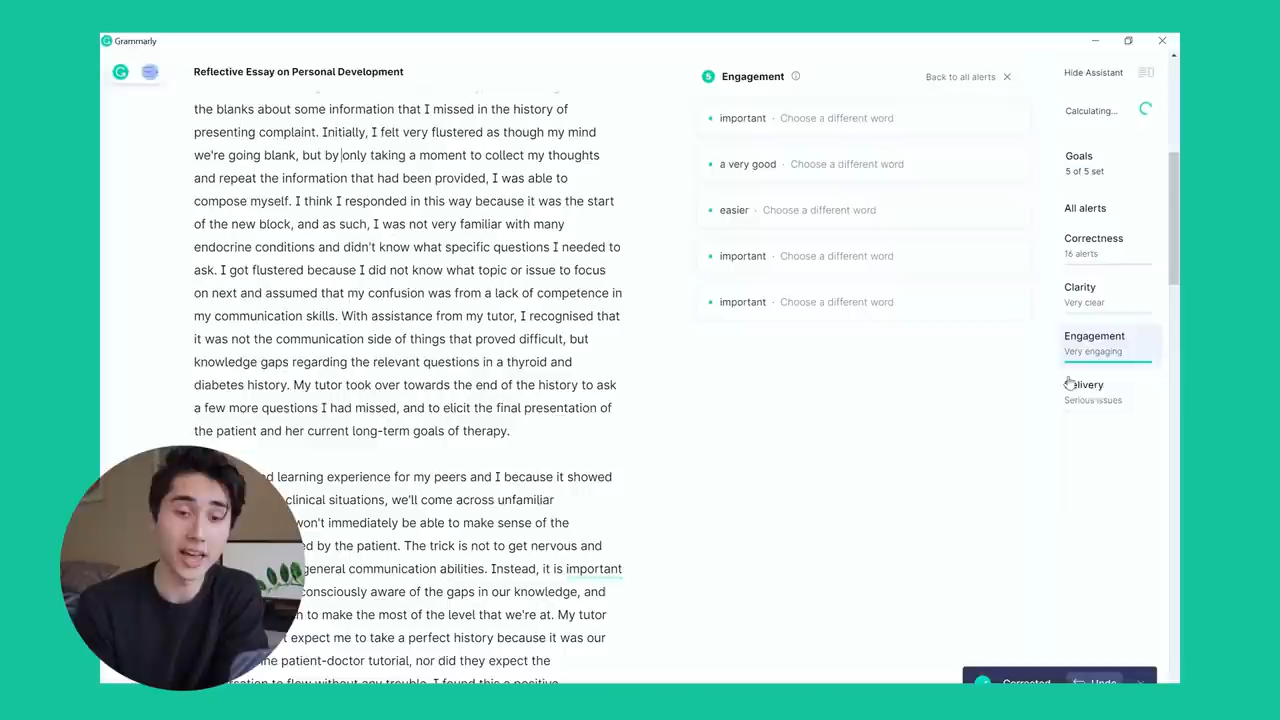 Grammarly
Reflective Essay on Personal Development
the blanks about some information that I missed in the history of
presenting complaint. Initially, I felt very flustered as though my mind
we're going blank, but by only taking a moment to collect my thoughts
and repeat the information that had been provided, I was able to
compose myself. I think I responded in this way because it was the start
of the new block, and as such, I was not very familiar with many
endocrine conditions and didn't know what specific questions I needed to
ask. I got flustered because I did not know what topic or issue to focus
on next and assumed that my confusion was from a lack of competence in
my communication skills. With assistance from my tutor, I recognised that
it was not the communication side of things that proved difficult, but
knowledge gaps regarding the relevant questions in a thyroid and
diabetes history. My tutor took over towards the end of the history to ask
a few more questions I had missed, and to elicit the final presentation of
the patient and her current long-term goals of therapy.
learning experience for my peers and I because it showed
clinical situations, we'll come across unfamiliar
won't immediately be able to make sense of the
by the patient. The trick is not to get nervous and
general communication abilities. Instead, it is important
consciously aware of the gaps in our knowledge, and
to make the most of the level that we're at. My tutor
expect me to take a perfect history because it was our
patient-doctor tutorial, nor did they expect the
to flow without any trouble. I found this a positive
5 Engagement
Back to all alerts
important · Choose a different word
a very good · Choose a different word
easier · Choose a different word
important · Choose a different word
important · Choose a different word
Hide Assistant
Calculating...
Goals
5 of 5 set
All alerts
Correctness
16 alerts
Clarity
Very clear
Engagement
Very engaging
elivery
Serious issues
Corrected
Undo